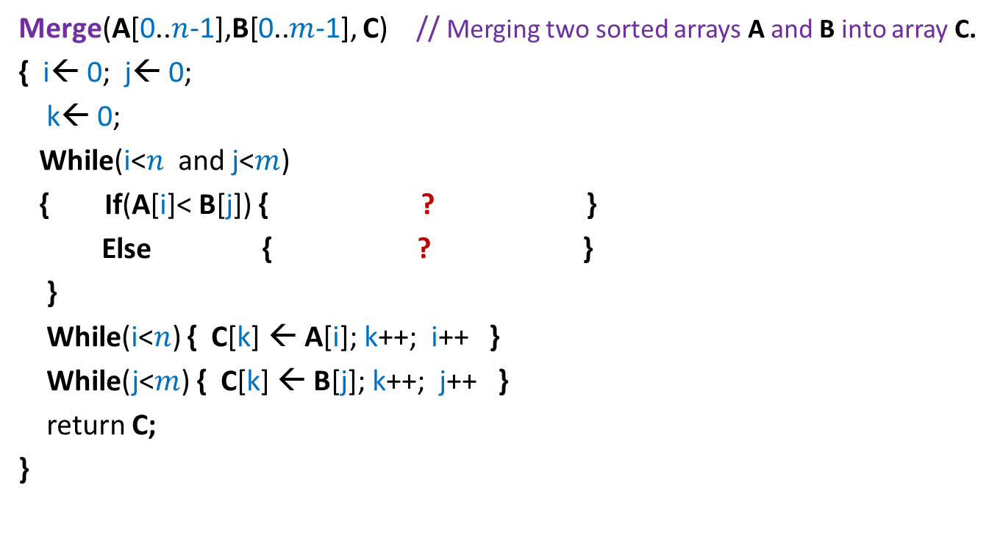 Merge(A[0..n-1],B[0..m-1], C) // Merging two sorted arrays A and B into array C.
{ i← 0; j← 0;
k← 0;
While(i<n and j<m)
{ If(A[i]< B[j]) { ? }
Else { ? }
}
While(i<n) { C[k] ← A[i]; k++; i++ }
While(j<m) { C[k] ← B[j]; k++; j++ }
return C;
}